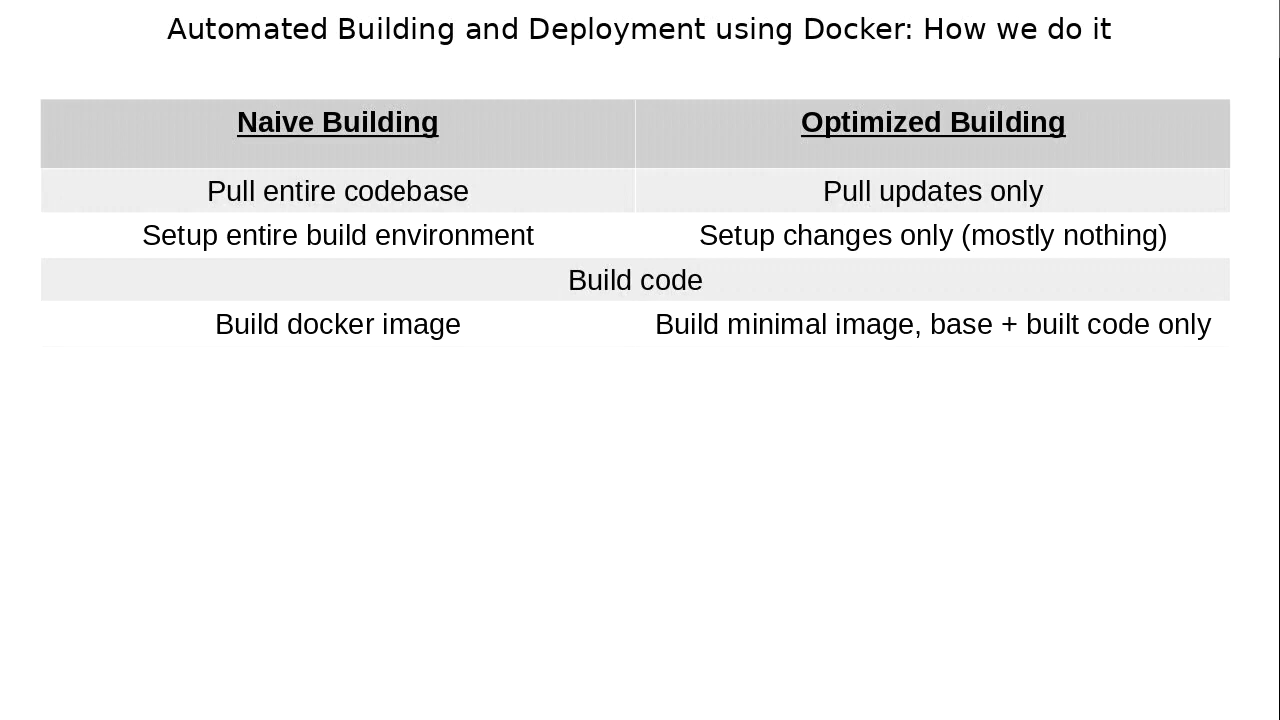 Automated Building and Deployment using Docker: How we do it
Naive Building
Optimized Building
Pull entire codebase
Pull updates only
Setup entire build environment
Setup changes only (mostly nothing)
Build code
Build docker image
Build minimal image, base + built code only